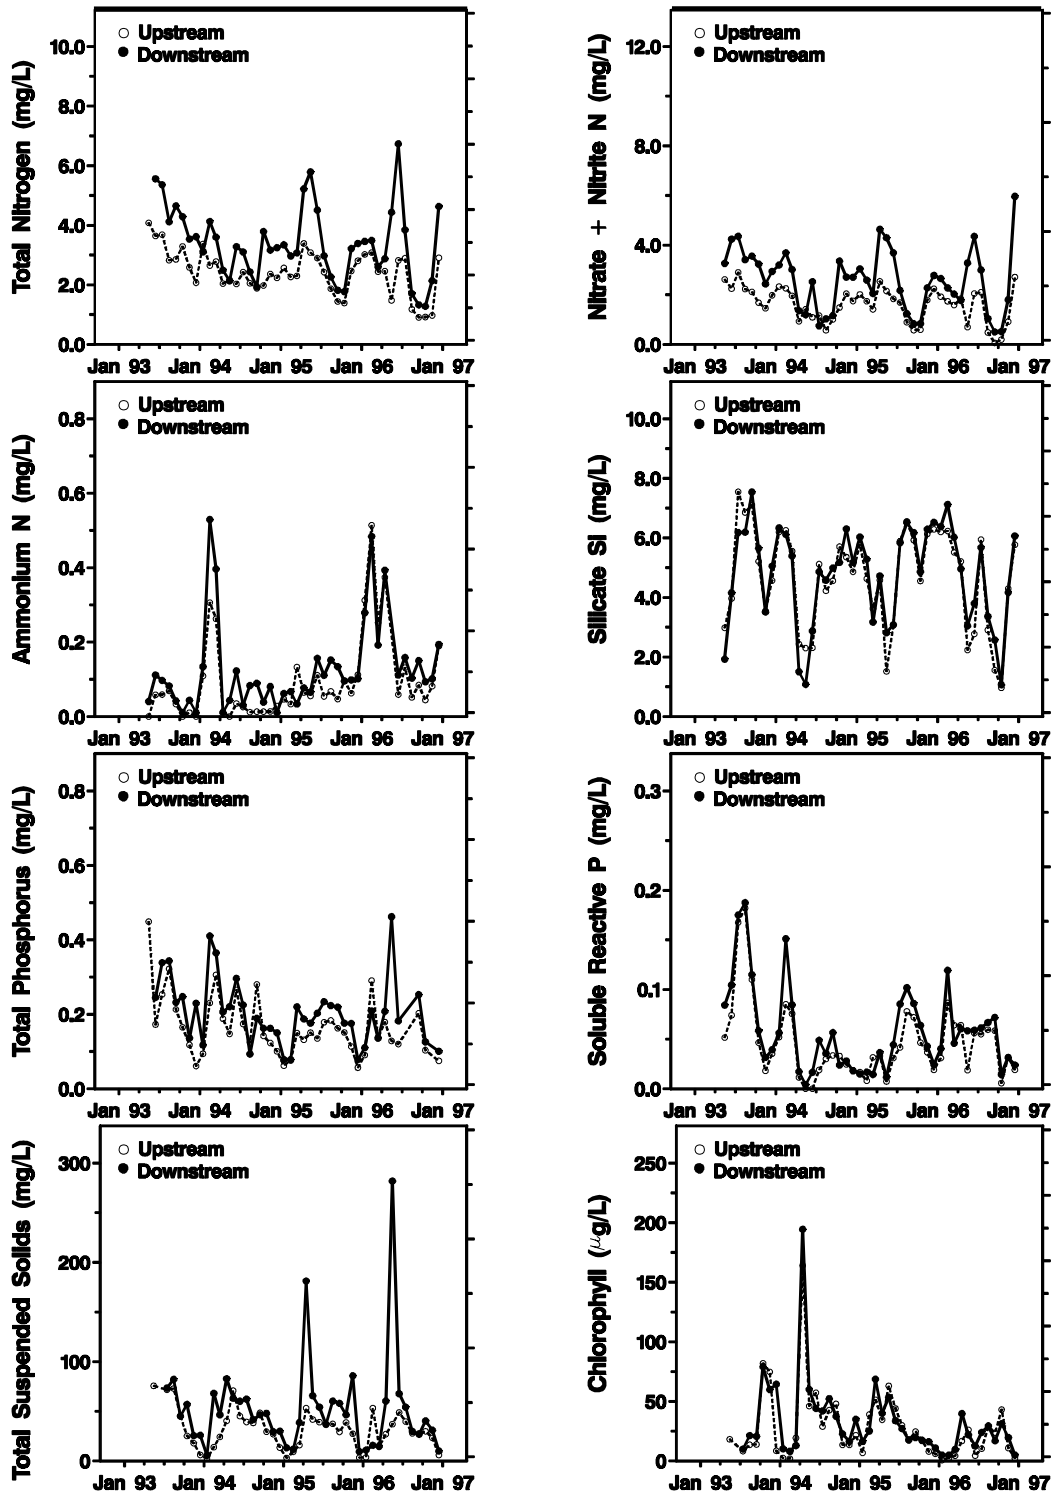 Total Nitrogen (mg/L)
10.0
8.0
6.0
4.0
2.0
0.0
Upstream
Downstream
Jan 93 Jan 94 Jan 95 Jan 96 Jan 97
Nitrate + Nitrite N (mg/L)
12.0
8.0
4.0
0.0
Upstream
Downstream
Jan 93 Jan 94 Jan 95 Jan 96 Jan 97
Ammonium N (mg/L)
0.8
0.6
0.4
0.2
0.0
Upstream
Downstream
Jan 93 Jan 94 Jan 95 Jan 96 Jan 97
Silicate Si (mg/L)
10.0
8.0
6.0
4.0
2.0
0.0
Upstream
Downstream
Jan 93 Jan 94 Jan 95 Jan 96 Jan 97
Total Phosphorus (mg/L)
0.8
0.6
0.4
0.2
0.0
Upstream
Downstream
Jan 93 Jan 94 Jan 95 Jan 96 Jan 97
Soluble Reactive P (mg/L)
0.3
0.2
0.1
0.0
Upstream
Downstream
Jan 93 Jan 94 Jan 95 Jan 96 Jan 97
Total Suspended Solids (mg/L)
300
200
100
0
Upstream
Downstream
Jan 93 Jan 94 Jan 95 Jan 96 Jan 97
Chlorophyll (μg/L)
250
200
150
100
50
0
Upstream
Downstream
Jan 93 Jan 94 Jan 95 Jan 96 Jan 97